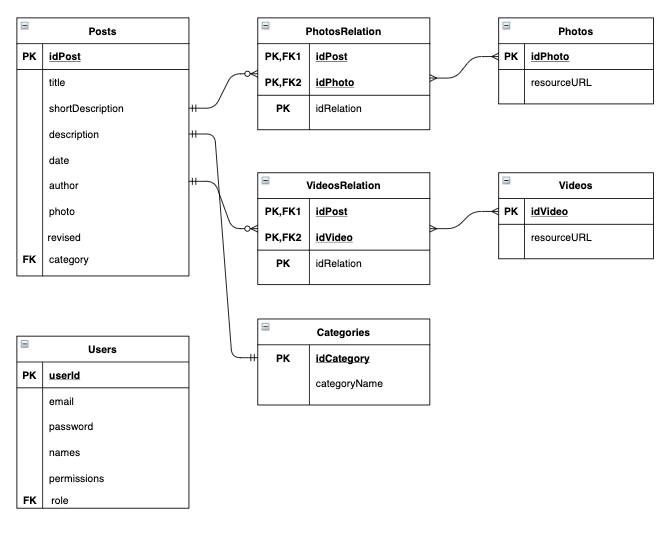 Posts
PK idPost
title
shortDescription
description
date
author
photo
revised
FK category
PhotosRelation
PK,FK1 idPost
PK,FK2 idPhoto
PK idRelation
Photos
PK idPhoto
resourceURL
VideosRelation
PK,FK1 idPost
PK,FK2 idVideo
PK idRelation
Videos
PK idVideo
resourceURL
Categories
PK idCategory
categoryName
Users
PK userId
email
password
names
permissions
FK role